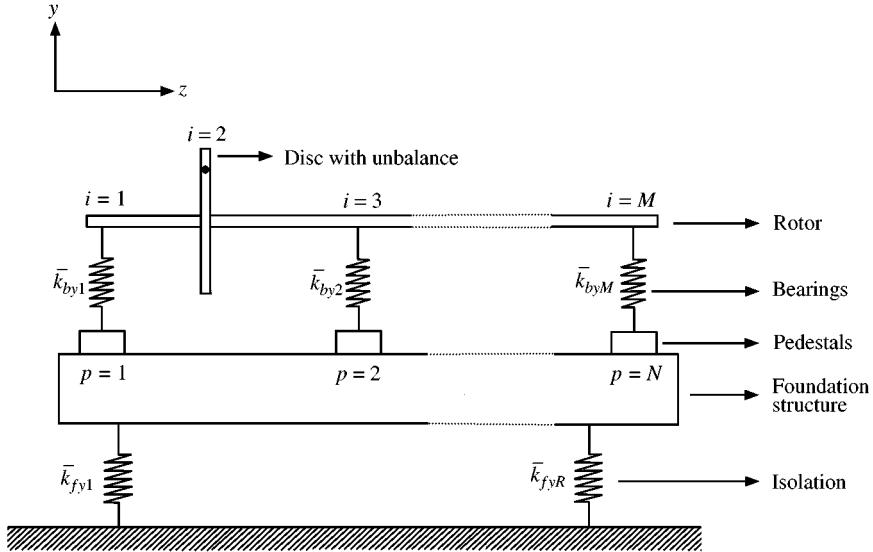 y
z
i = 2
Disc with unbalance
i = 1
i = 3
i = M
Rotor
k̄by1
k̄by2
k̄byM
Bearings
Pedestals
p = 1
p = 2
p = N
Foundation
structure
k̄fy1
k̄fyR
Isolation